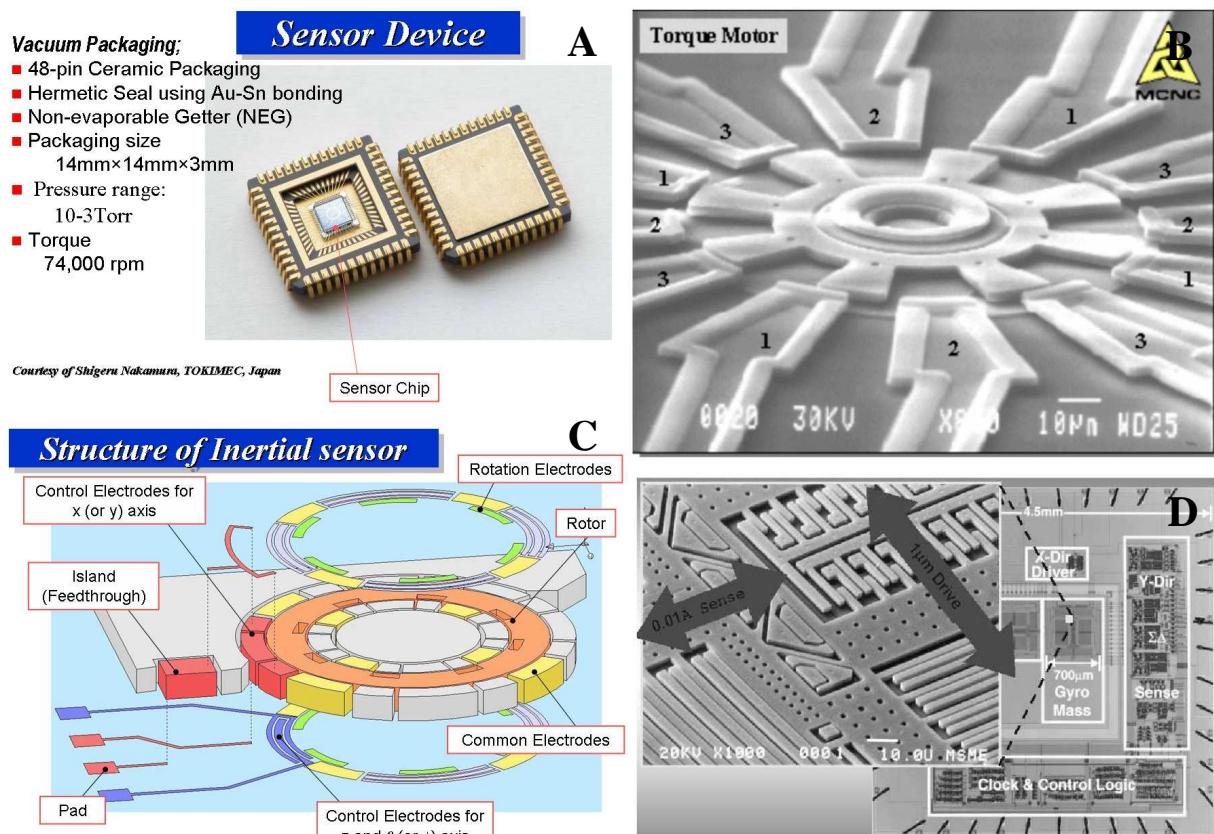 Sensor Device
A
Vacuum Packaging;
48-pin Ceramic Packaging
Hermetic Seal using Au-Sn bonding
Non-evaporable Getter (NEG)
Packaging size
14mm×14mm×3mm
Pressure range:
10-3Torr
Torque
74,000 rpm
Courtesy of Shigeru Nakamura, TOKIMEC, Japan
Sensor Chip
Torque Motor
B
MCNC
2
1
3
3
1
2
2
3
1
1
2
3
0020 30KV 10µm WD25
C
Structure of Inertial sensor
Rotation Electrodes
Control Electrodes for
x (or y) axis
Rotor
Island
(Feedthrough)
Common Electrodes
Pad
Control Electrodes for
D
4.5mm
X-Dir
Driver
Y-Dir
1µm Drive
0.01Å Sense
ΣΔ
700µm
Gyro
Mass
Sense
20KV X1000 0001 10.0U MSME
Clock & Control Logic